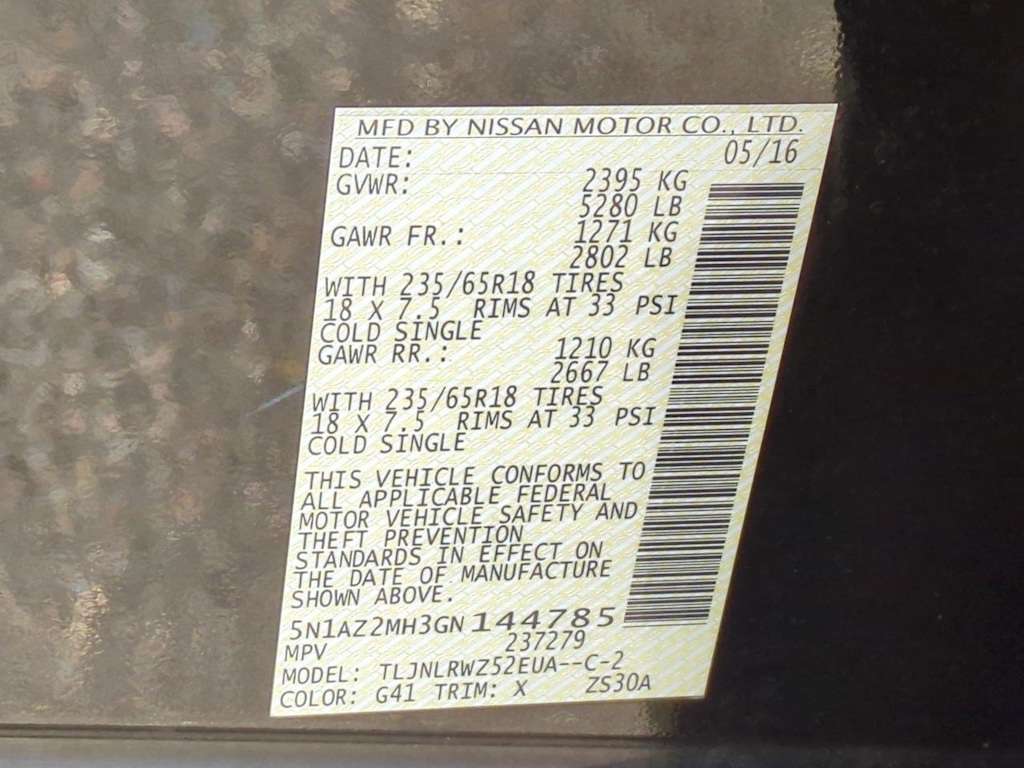 MFD BY NISSAN MOTOR CO., LTD.
DATE: 05/16
GVWR: 2395 KG
5280 LB
GAWR FR.: 1271 KG
2802 LB
WITH 235/65R18 TIRES
18 X 7.5 RIMS AT 33 PSI
COLD SINGLE
GAWR RR.: 1210 KG
2667 LB
WITH 235/65R18 TIRES
18 X 7.5 RIMS AT 33 PSI
COLD SINGLE
THIS VEHICLE CONFORMS TO
ALL APPLICABLE FEDERAL
MOTOR VEHICLE SAFETY AND
THEFT PREVENTION
STANDARDS IN EFFECT ON
THE DATE OF MANUFACTURE
SHOWN ABOVE.
5N1AZ2MH3GN144785
MPV 237279
MODEL: TLJNLRWZ52EUA--C-2
COLOR: G41 TRIM: X ZS30A